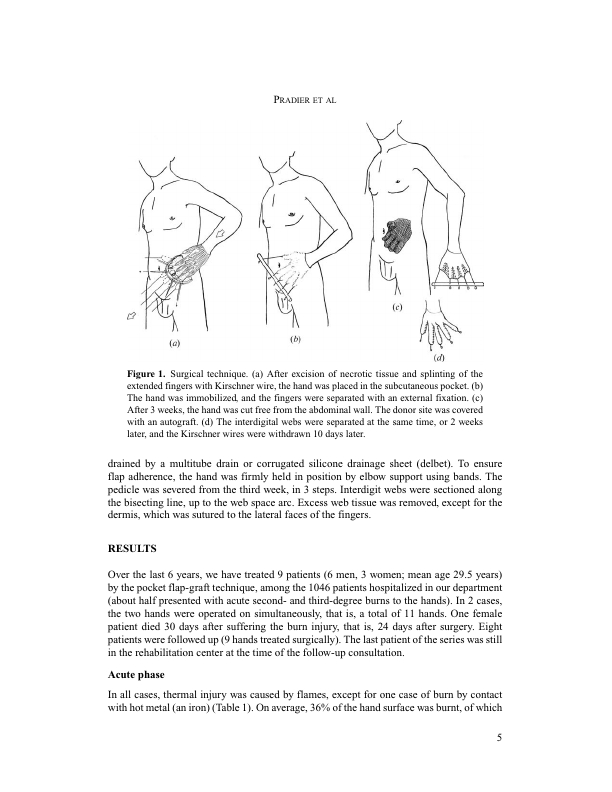 PRADIER ET AL
(a)
(b)
(c)
(d)
Figure 1. Surgical technique. (a) After excision of necrotic tissue and splinting of the
extended fingers with Kirschner wire, the hand was placed in the subcutaneous pocket. (b)
The hand was immobilized, and the fingers were separated with an external fixation. (c)
After 3 weeks, the hand was cut free from the abdominal wall. The donor site was covered
with an autograft. (d) The interdigital webs were separated at the same time, or 2 weeks
later, and the Kirschner wires were withdrawn 10 days later.
drained by a multitube drain or corrugated silicone drainage sheet (delbet). To ensure
flap adherence, the hand was firmly held in position by elbow support using bands. The
pedicle was severed from the third week, in 3 steps. Interdigit webs were sectioned along
the bisecting line, up to the web space arc. Excess web tissue was removed, except for the
dermis, which was sutured to the lateral faces of the fingers.
RESULTS
Over the last 6 years, we have treated 9 patients (6 men, 3 women; mean age 29.5 years)
by the pocket flap-graft technique, among the 1046 patients hospitalized in our department
(about half presented with acute second- and third-degree burns to the hands). In 2 cases,
the two hands were operated on simultaneously, that is, a total of 11 hands. One female
patient died 30 days after suffering the burn injury, that is, 24 days after surgery. Eight
patients were followed up (9 hands treated surgically). The last patient of the series was still
in the rehabilitation center at the time of the follow-up consultation.
Acute phase
In all cases, thermal injury was caused by flames, except for one case of burn by contact
with hot metal (an iron) (Table 1). On average, 36% of the hand surface was burnt, of which
5